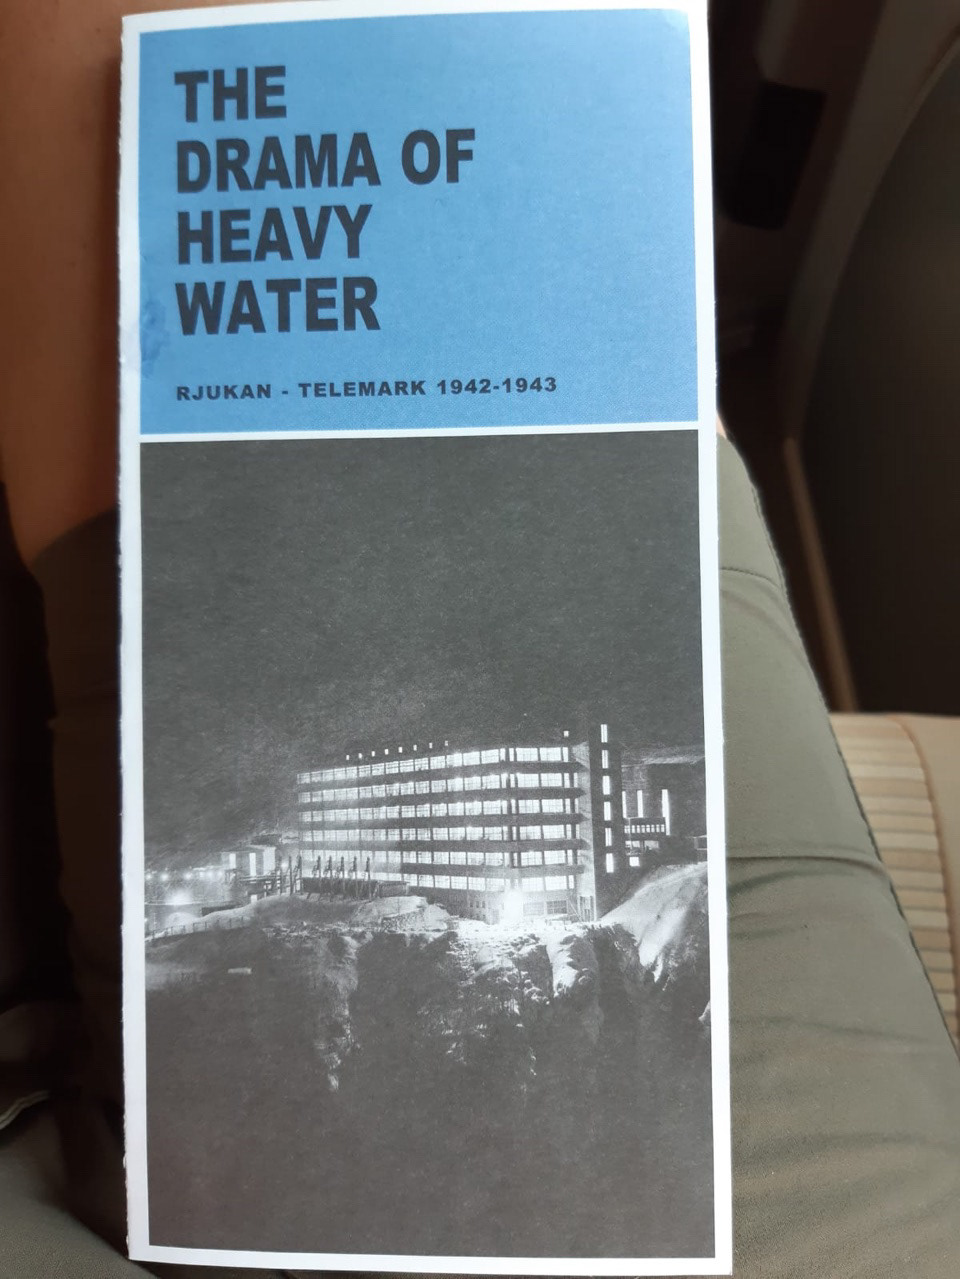 THE
DRAMA OF
HEAVY
WATER
RJUKAN - TELEMARK 1942-1943